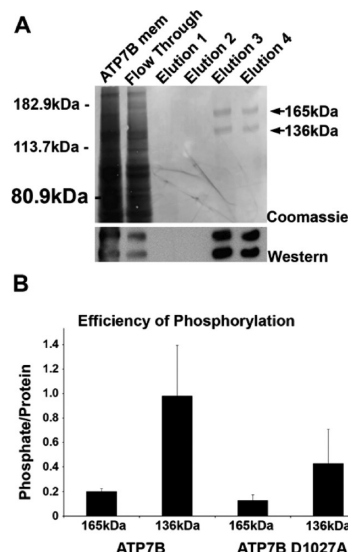 A
ATP7B mem
Flow Through
Elution 1
Elution 2
Elution 3
Elution 4
182.9kDa -
113.7kDa -
80.9kDa-
165kDa
136kDa
Coomassie
Western
B
Efficiency of Phosphorylation
Phosphate/Protein
1.4
1.2
1
0.8
0.6
0.4
0.2
0
165kDa 136kDa 165kDa 136kDa
ATP7B ATP7B D1027A